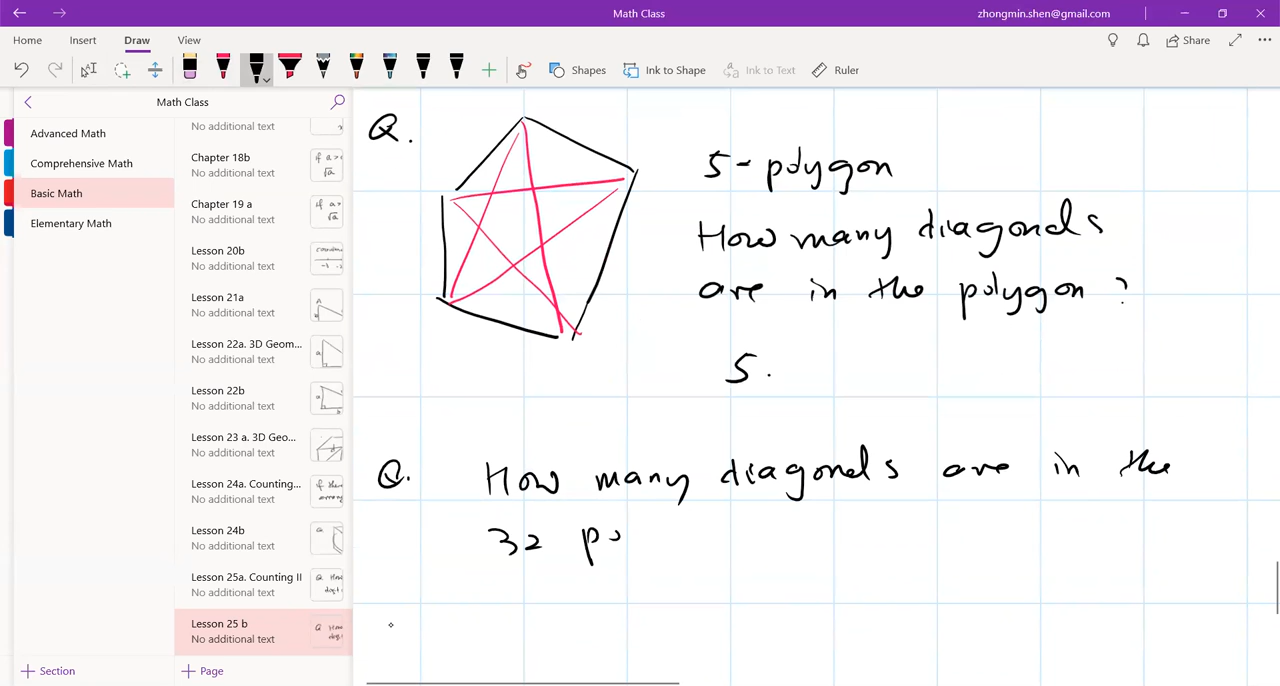 Math Class
zhongmin.shen@gmail.com
Home Insert Draw View
Share
Shapes Ink to Shape Ink to Text Ruler
Math Class
Advanced Math
Comprehensive Math
Basic Math
Elementary Math
Section
No additional text
Chapter 18b
No additional text
Chapter 19 a
No additional text
Lesson 20b
No additional text
Lesson 21a
No additional text
Lesson 22a. 3D Geom...
No additional text
Lesson 22b
No additional text
Lesson 23 a. 3D Geo...
No additional text
Lesson 24a. Counting...
No additional text
Lesson 24b
No additional text
Lesson 25a. Counting II
No additional text
Lesson 25 b
No additional text
Page
Q.
5-polygon
How many diagonals
are in the polygon?
5.
Q. How many diagonals are in the
32 po